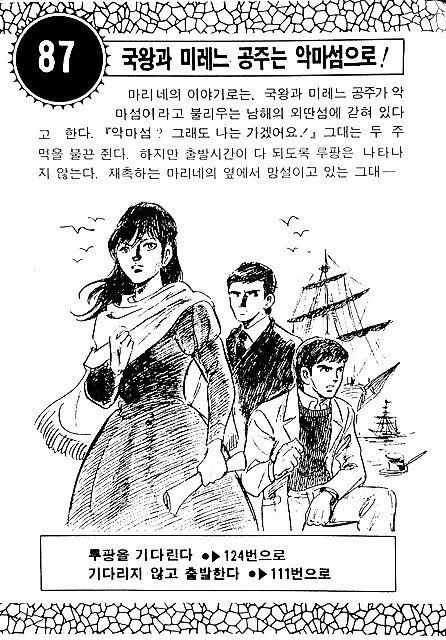 87
국왕과 미레느 공주는 악마섬으로!
마리네의 이야기로는, 국왕과 미레느 공주가 악
마섬이라고 불리우는 남해의 외딴섬에 갇혀 있다
고 한다. 『악마섬? 그래도 나는 가겠어요!』 그대는 두 주
먹을 불끈 쥔다. 하지만 출발시간이 다 되도록 루팡은 나타나
지 않는다. 재촉하는 마리네의 옆에서 망설이고 있는 그대—
루팡을 기다린다 ●▶124번으로
기다리지 않고 출발한다 ●▶111번으로